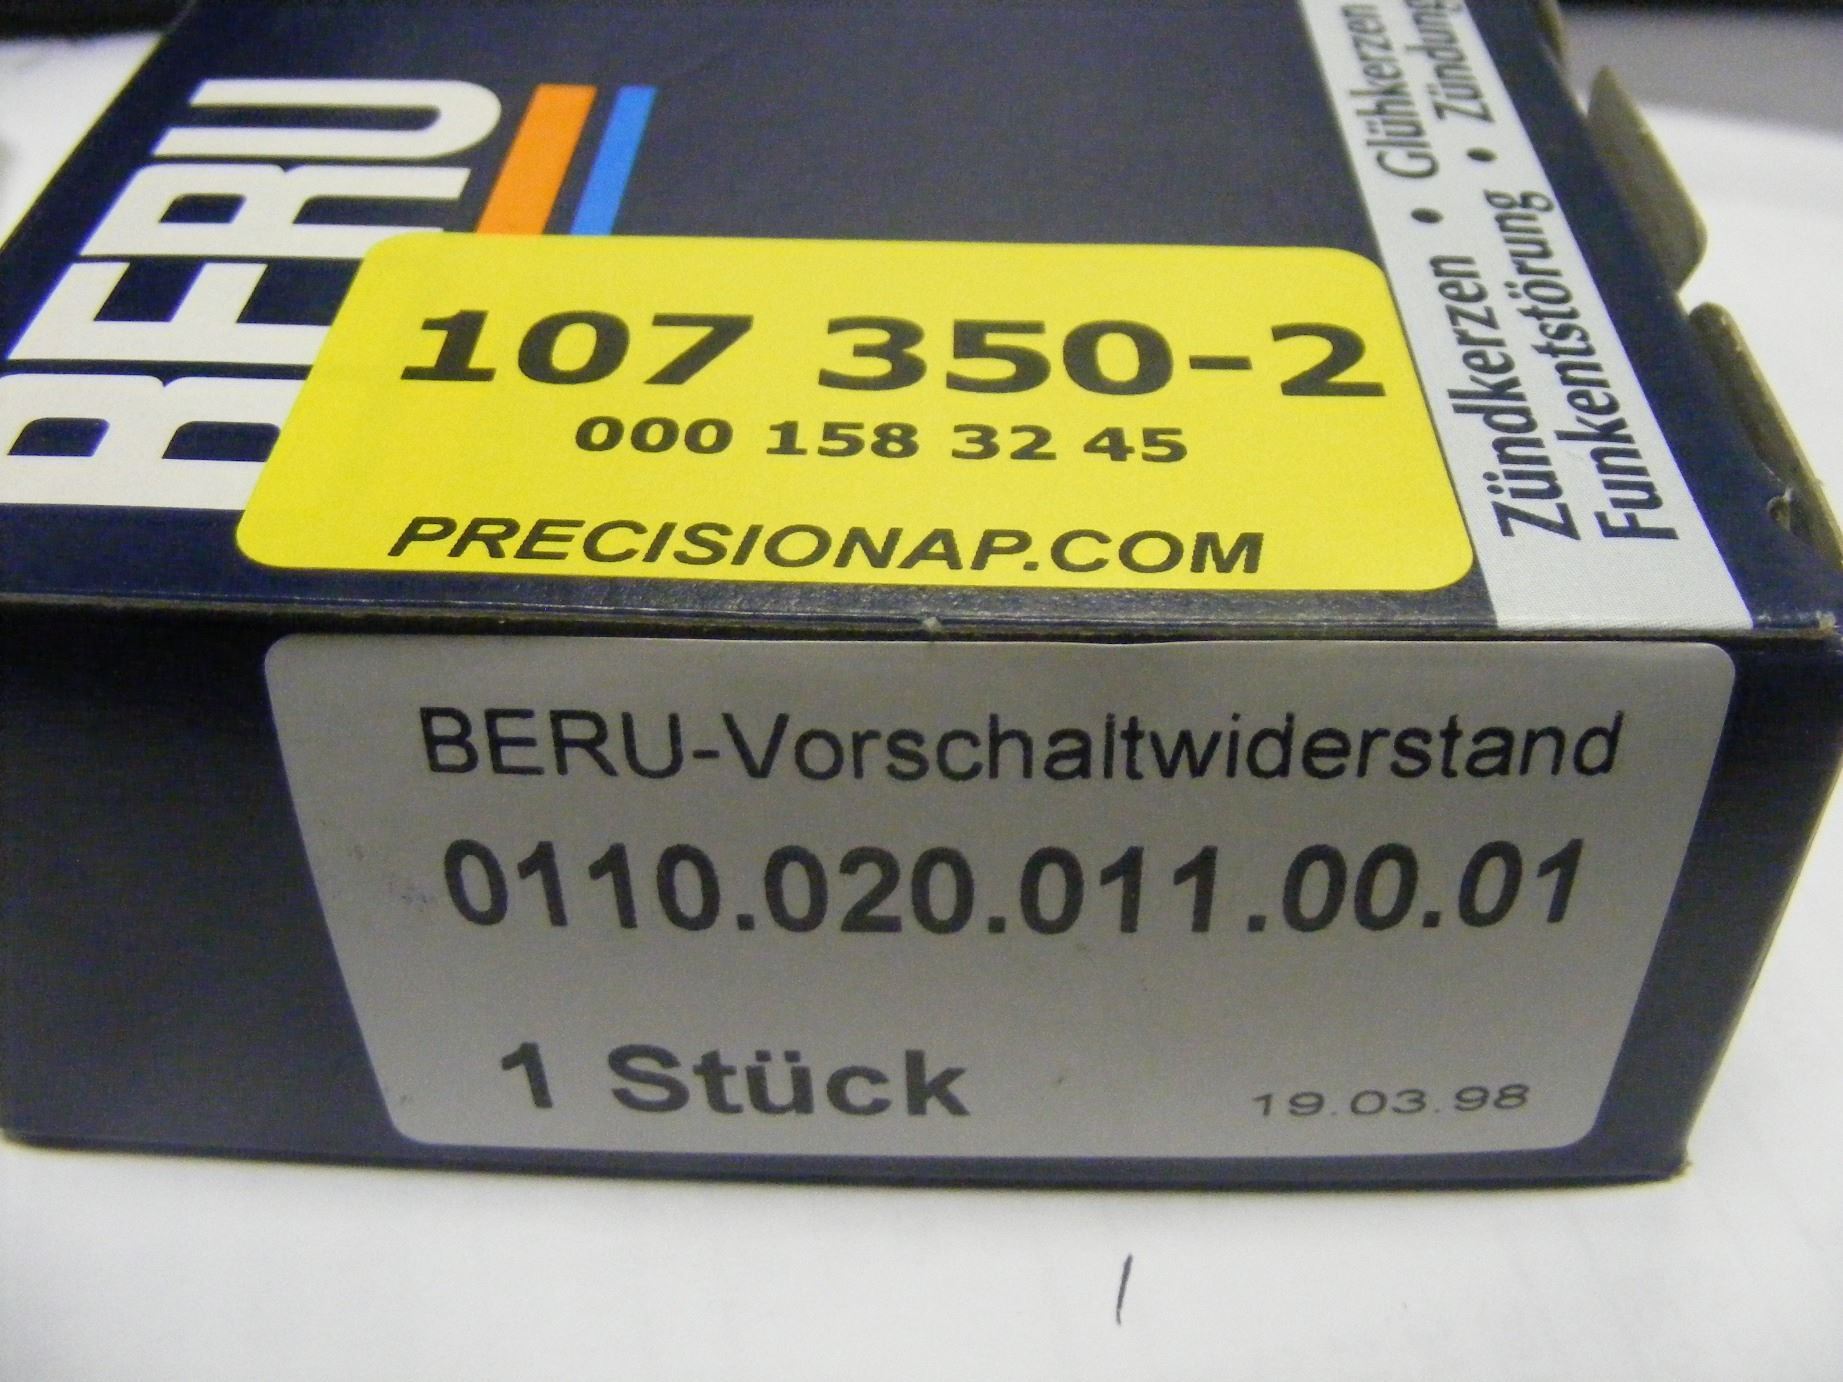 BERU
Zündkerzen • Glühkerzen
Funkentstörung • Zündung
107 350-2
000 158 32 45
PRECISIONAP.COM
BERU-Vorschaltwiderstand
0110.020.011.00.01
1 Stück
19.03.98